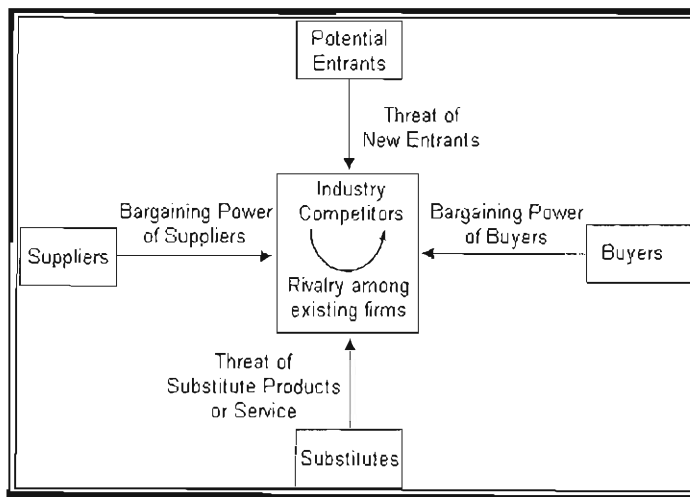 Potential
Entrants
Threat of
New Entrants
Industry
Competitors
Bargaining Power
of Suppliers
Bargaining Power
of Buyers
Suppliers
Buyers
Rivalry among
existing firms
Threat of
Substitute Products
or Service
Substitutes